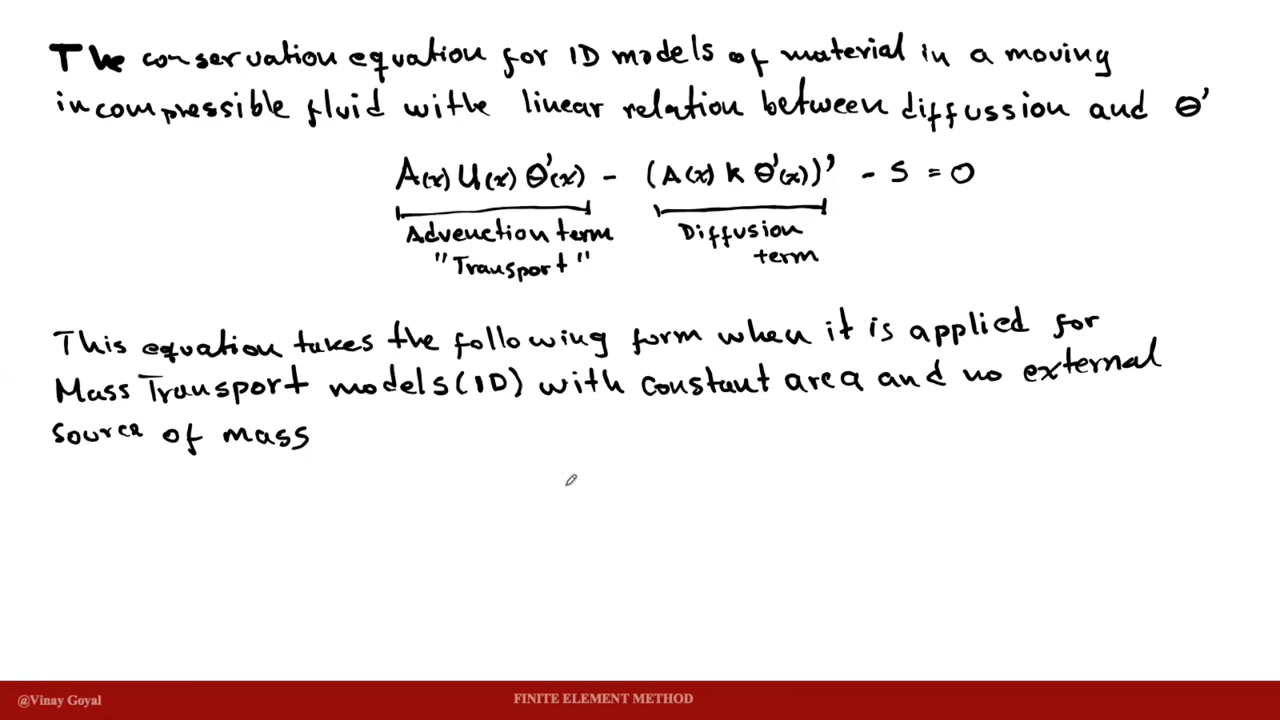 The conservation equation for 1D models of material in a moving
incompressible fluid withe linear relation between diffussion and θ'
A(x) U(x) θ'(x) - (A(x) k θ'(x))' - S = 0
Advenction term Diffusion
"Transport" term
This equation takes the following form when it is applied for
Mass Transport models (1D) with constant area and no external
source of mass
@Vinay Goyal FINITE ELEMENT METHOD